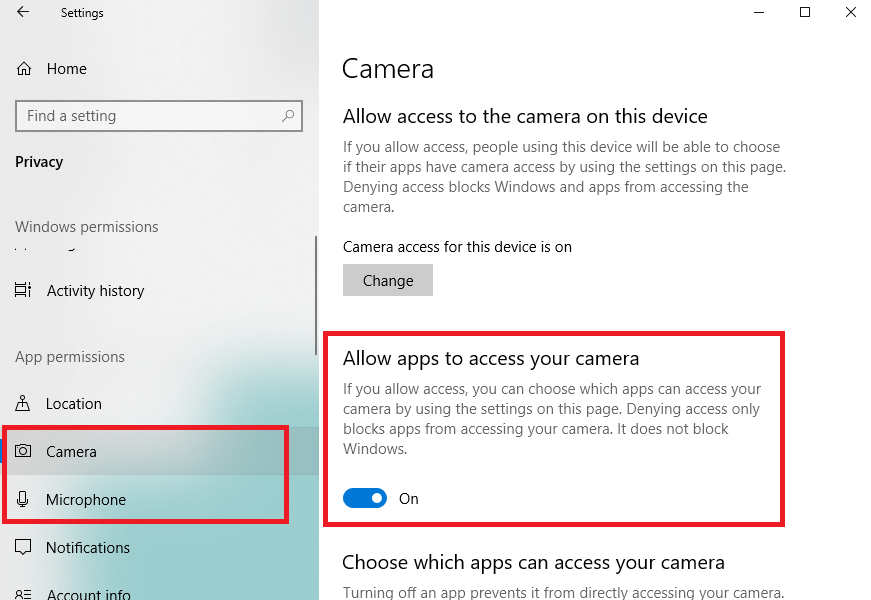 Settings
Home
Find a setting
Privacy
Windows permissions
Activity history
App permissions
Location
Camera
Microphone
Notifications
Account info
Camera
Allow access to the camera on this device
If you allow access, people using this device will be able to choose
if their apps have camera access by using the settings on this page.
Denying access blocks Windows and apps from accessing the
camera.
Camera access for this device is on
Change
Allow apps to access your camera
If you allow access, you can choose which apps can access your
camera by using the settings on this page. Denying access only
blocks apps from accessing your camera. It does not block
Windows.
On
Choose which apps can access your camera
Turning off an app prevents it from directly accessing your camera.